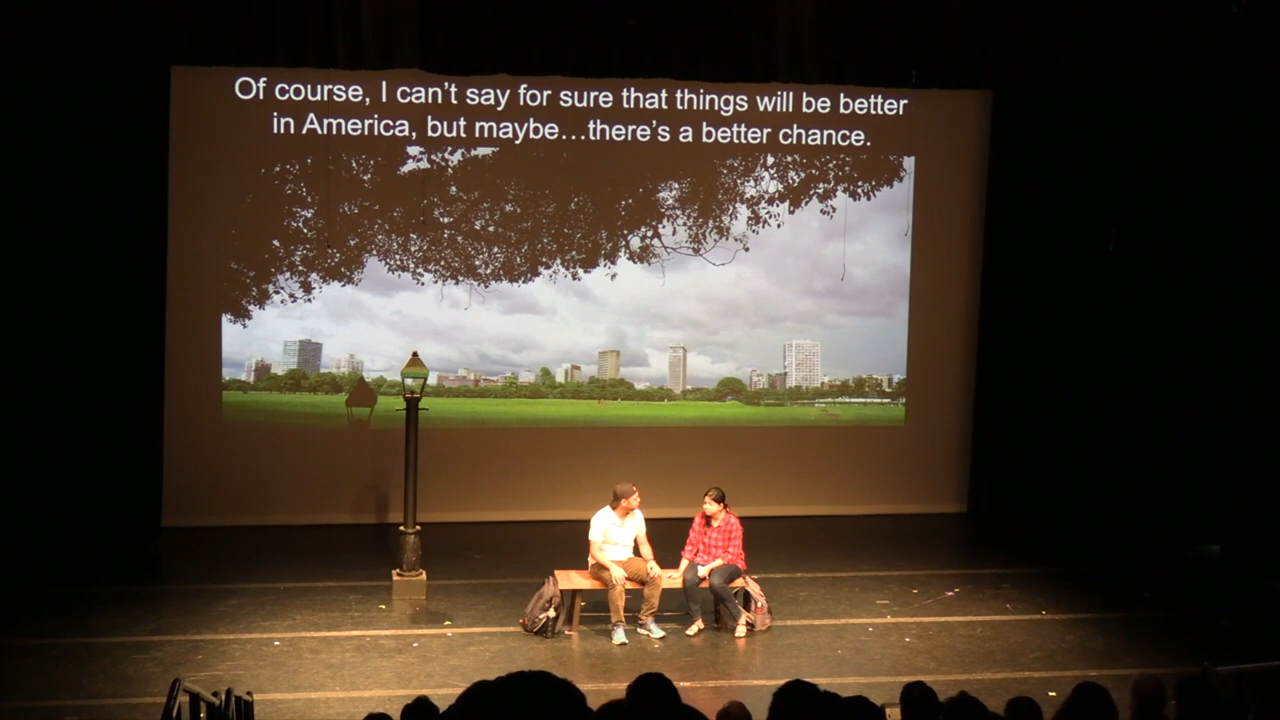 Of course, I can't say for sure that things will be better
in America, but maybe…there's a better chance.